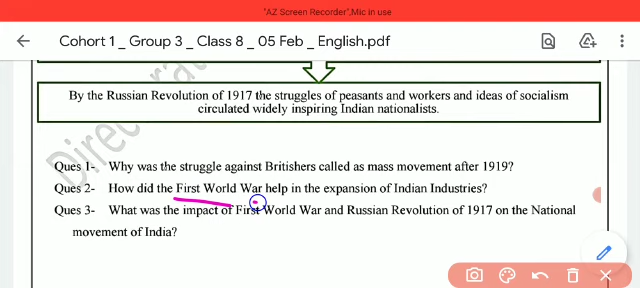 "AZ Screen Recorder",Mic in use
Cohort 1 _ Group 3 _ Class 8 _ 05 Feb _ English.pdf
By the Russian Revolution of 1917 the struggles of peasants and workers and ideas of socialism
circulated widely inspiring Indian nationalists.
Ques 1- Why was the struggle against Britishers called as mass movement after 1919?
Ques 2- How did the First World War help in the expansion of Indian Industries?
Ques 3- What was the impact of First World War and Russian Revolution of 1917 on the National
movement of India?